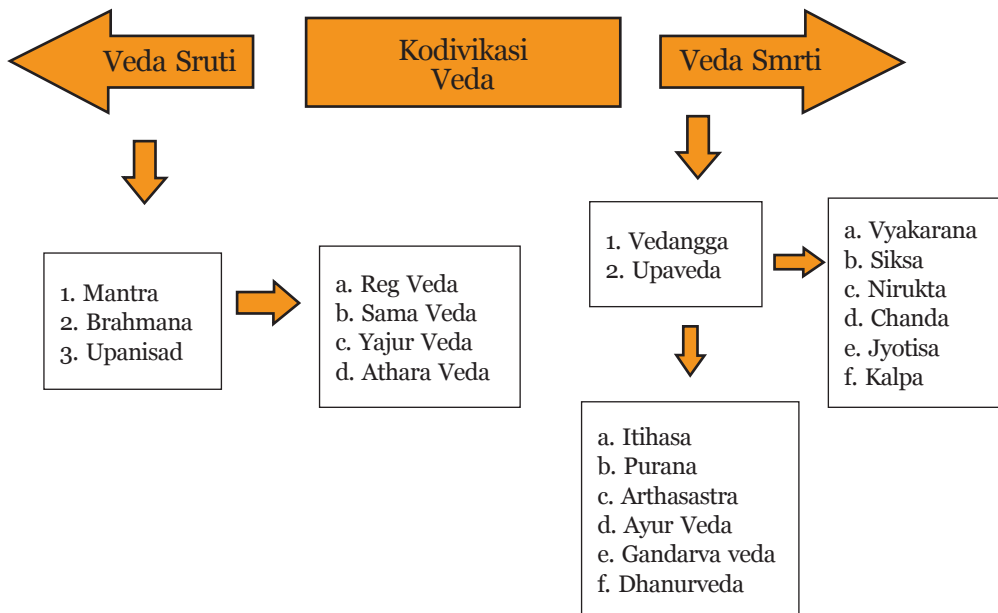 Veda Sruti
Kodivikasi
Veda
Veda Smrti
1. Mantra
2. Brahmana
3. Upanisad
a. Reg Veda
b. Sama Veda
c. Yajur Veda
d. Athara Veda
1. Vedangga
2. Upaveda
a. Vyakarana
b. Siksa
c. Nirukta
d. Chanda
e. Jyotisa
f. Kalpa
a. Itihasa
b. Purana
c. Arthasastra
d. Ayur Veda
e. Gandarva veda
f. Dhanurveda